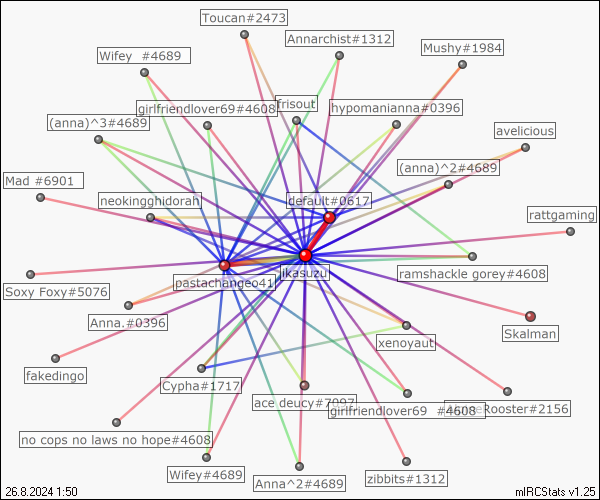 Toucan#2473
Annarchist#1312
Mushy#1984
Wifey  #4689
girlfriendlover69#4608
frisout
hypomanianna#0396
(anna)^3#4689
avelicious
(anna)^2#4689
Mad #6901
neokingghidorah
default#0617
rattgaming
ramshackle gorey#4608
jkasuzu
pastachangeo41
Soxy Foxy#5076
Anna.#0396
Skalman
xenoyaut
fakedingo
Cypha#1717
ace deucy#7097
girlfriendlover69  #4608
Rooster#2156
no cops no laws no hope#4608
Wifey#4689
Anna^2#4689
zibbits#1312
26.8.2024 1:50
mIRCStats v1.25